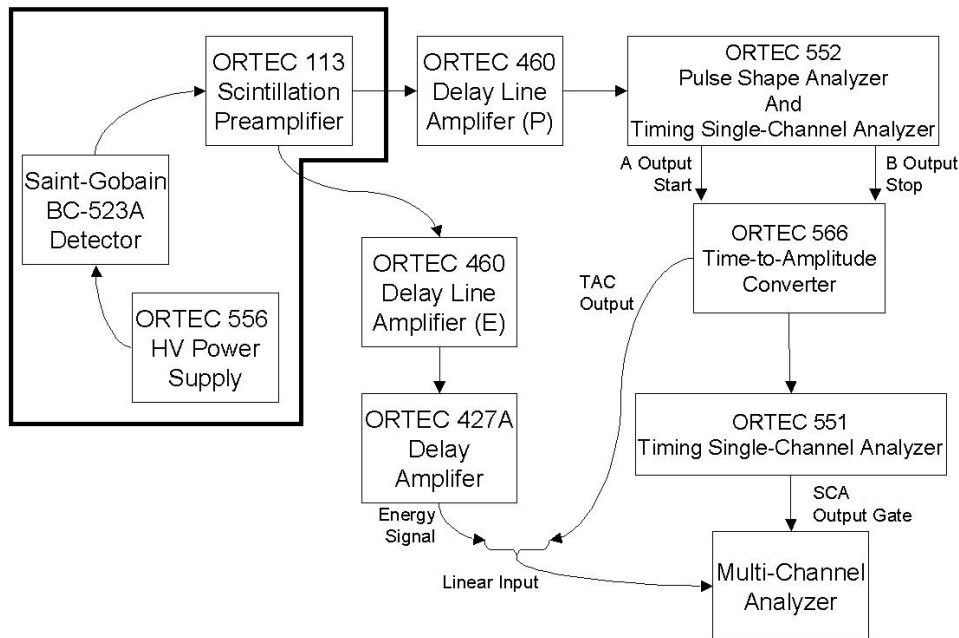 ORTEC 113
Scintillation
Preamplifier
ORTEC 460
Delay Line
Amplifer (P)
ORTEC 552
Pulse Shape Analyzer
And
Timing Single-Channel Analyzer
Saint-Gobain
BC-523A
Detector
A Output
Start
B Output
Stop
ORTEC 460
Delay Line
Amplifier (E)
TAC
Output
ORTEC 566
Time-to-Amplitude
Converter
ORTEC 556
HV Power
Supply
ORTEC 427A
Delay
Amplifer
ORTEC 551
Timing Single-Channel Analyzer
Energy
Signal
SCA
Output Gate
Linear Input
Multi-Channel
Analyzer